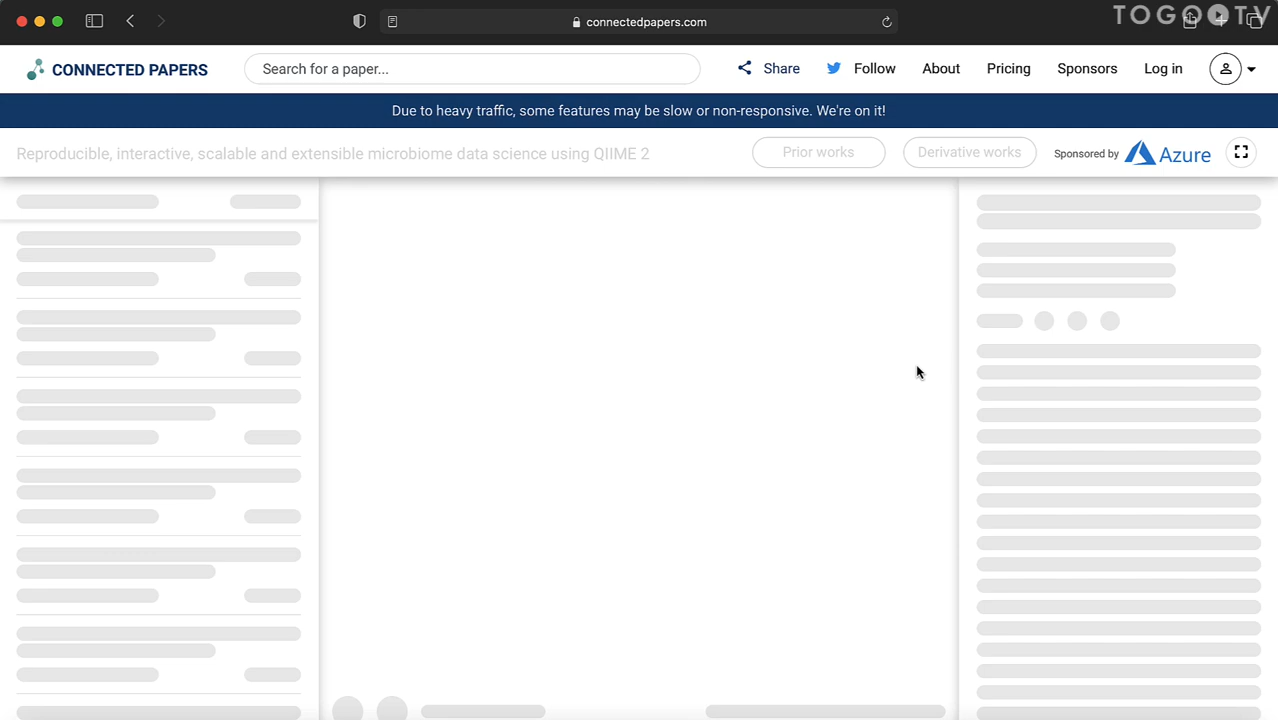 TOGOTV
connectedpapers.com
CONNECTED PAPERS
Search for a paper...
Share
Follow
About
Pricing
Sponsors
Log in
Due to heavy traffic, some features may be slow or non-responsive. We're on it!
Reproducible, interactive, scalable and extensible microbiome data science using QIIME 2
Prior works
Derivative works
Sponsored by
Azure